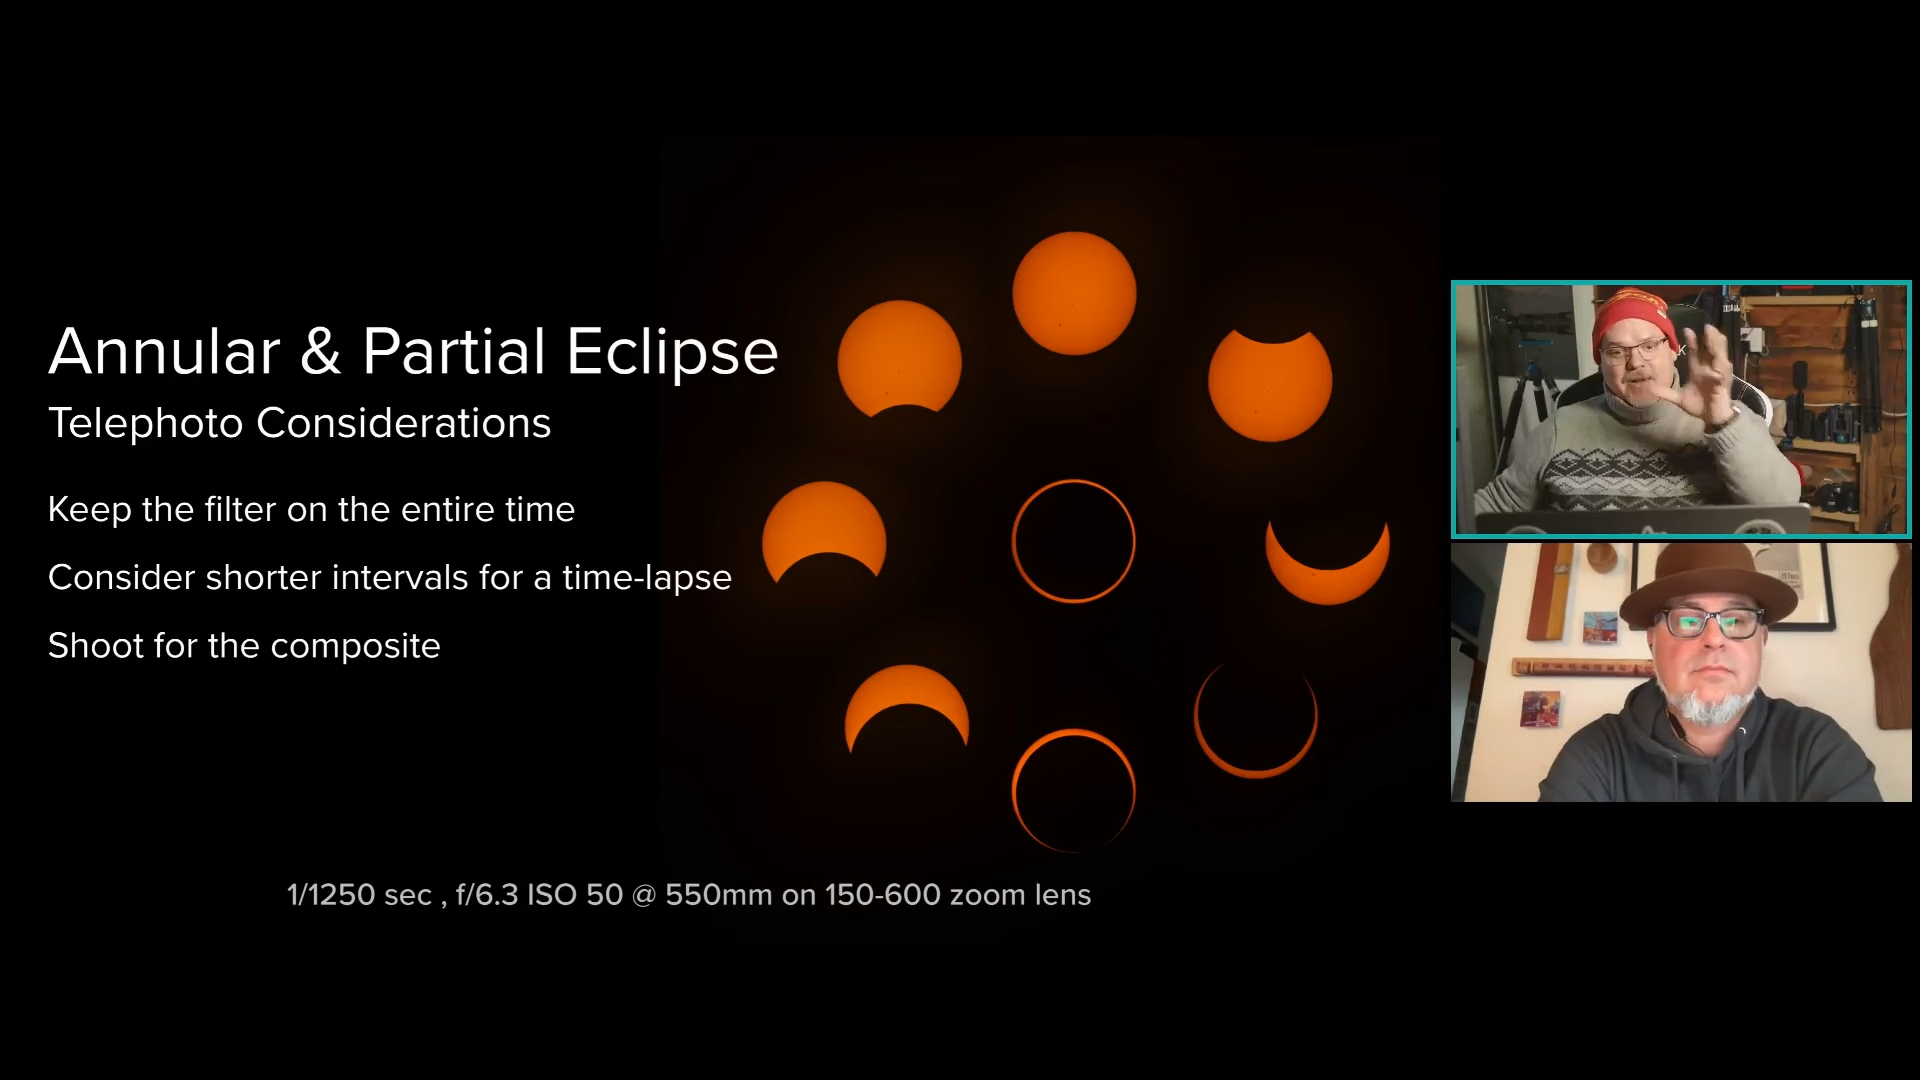 Annular & Partial Eclipse
Telephoto Considerations
Keep the filter on the entire time
Consider shorter intervals for a time-lapse
Shoot for the composite
1/1250 sec , f/6.3 ISO 50 @ 550mm on 150-600 zoom lens